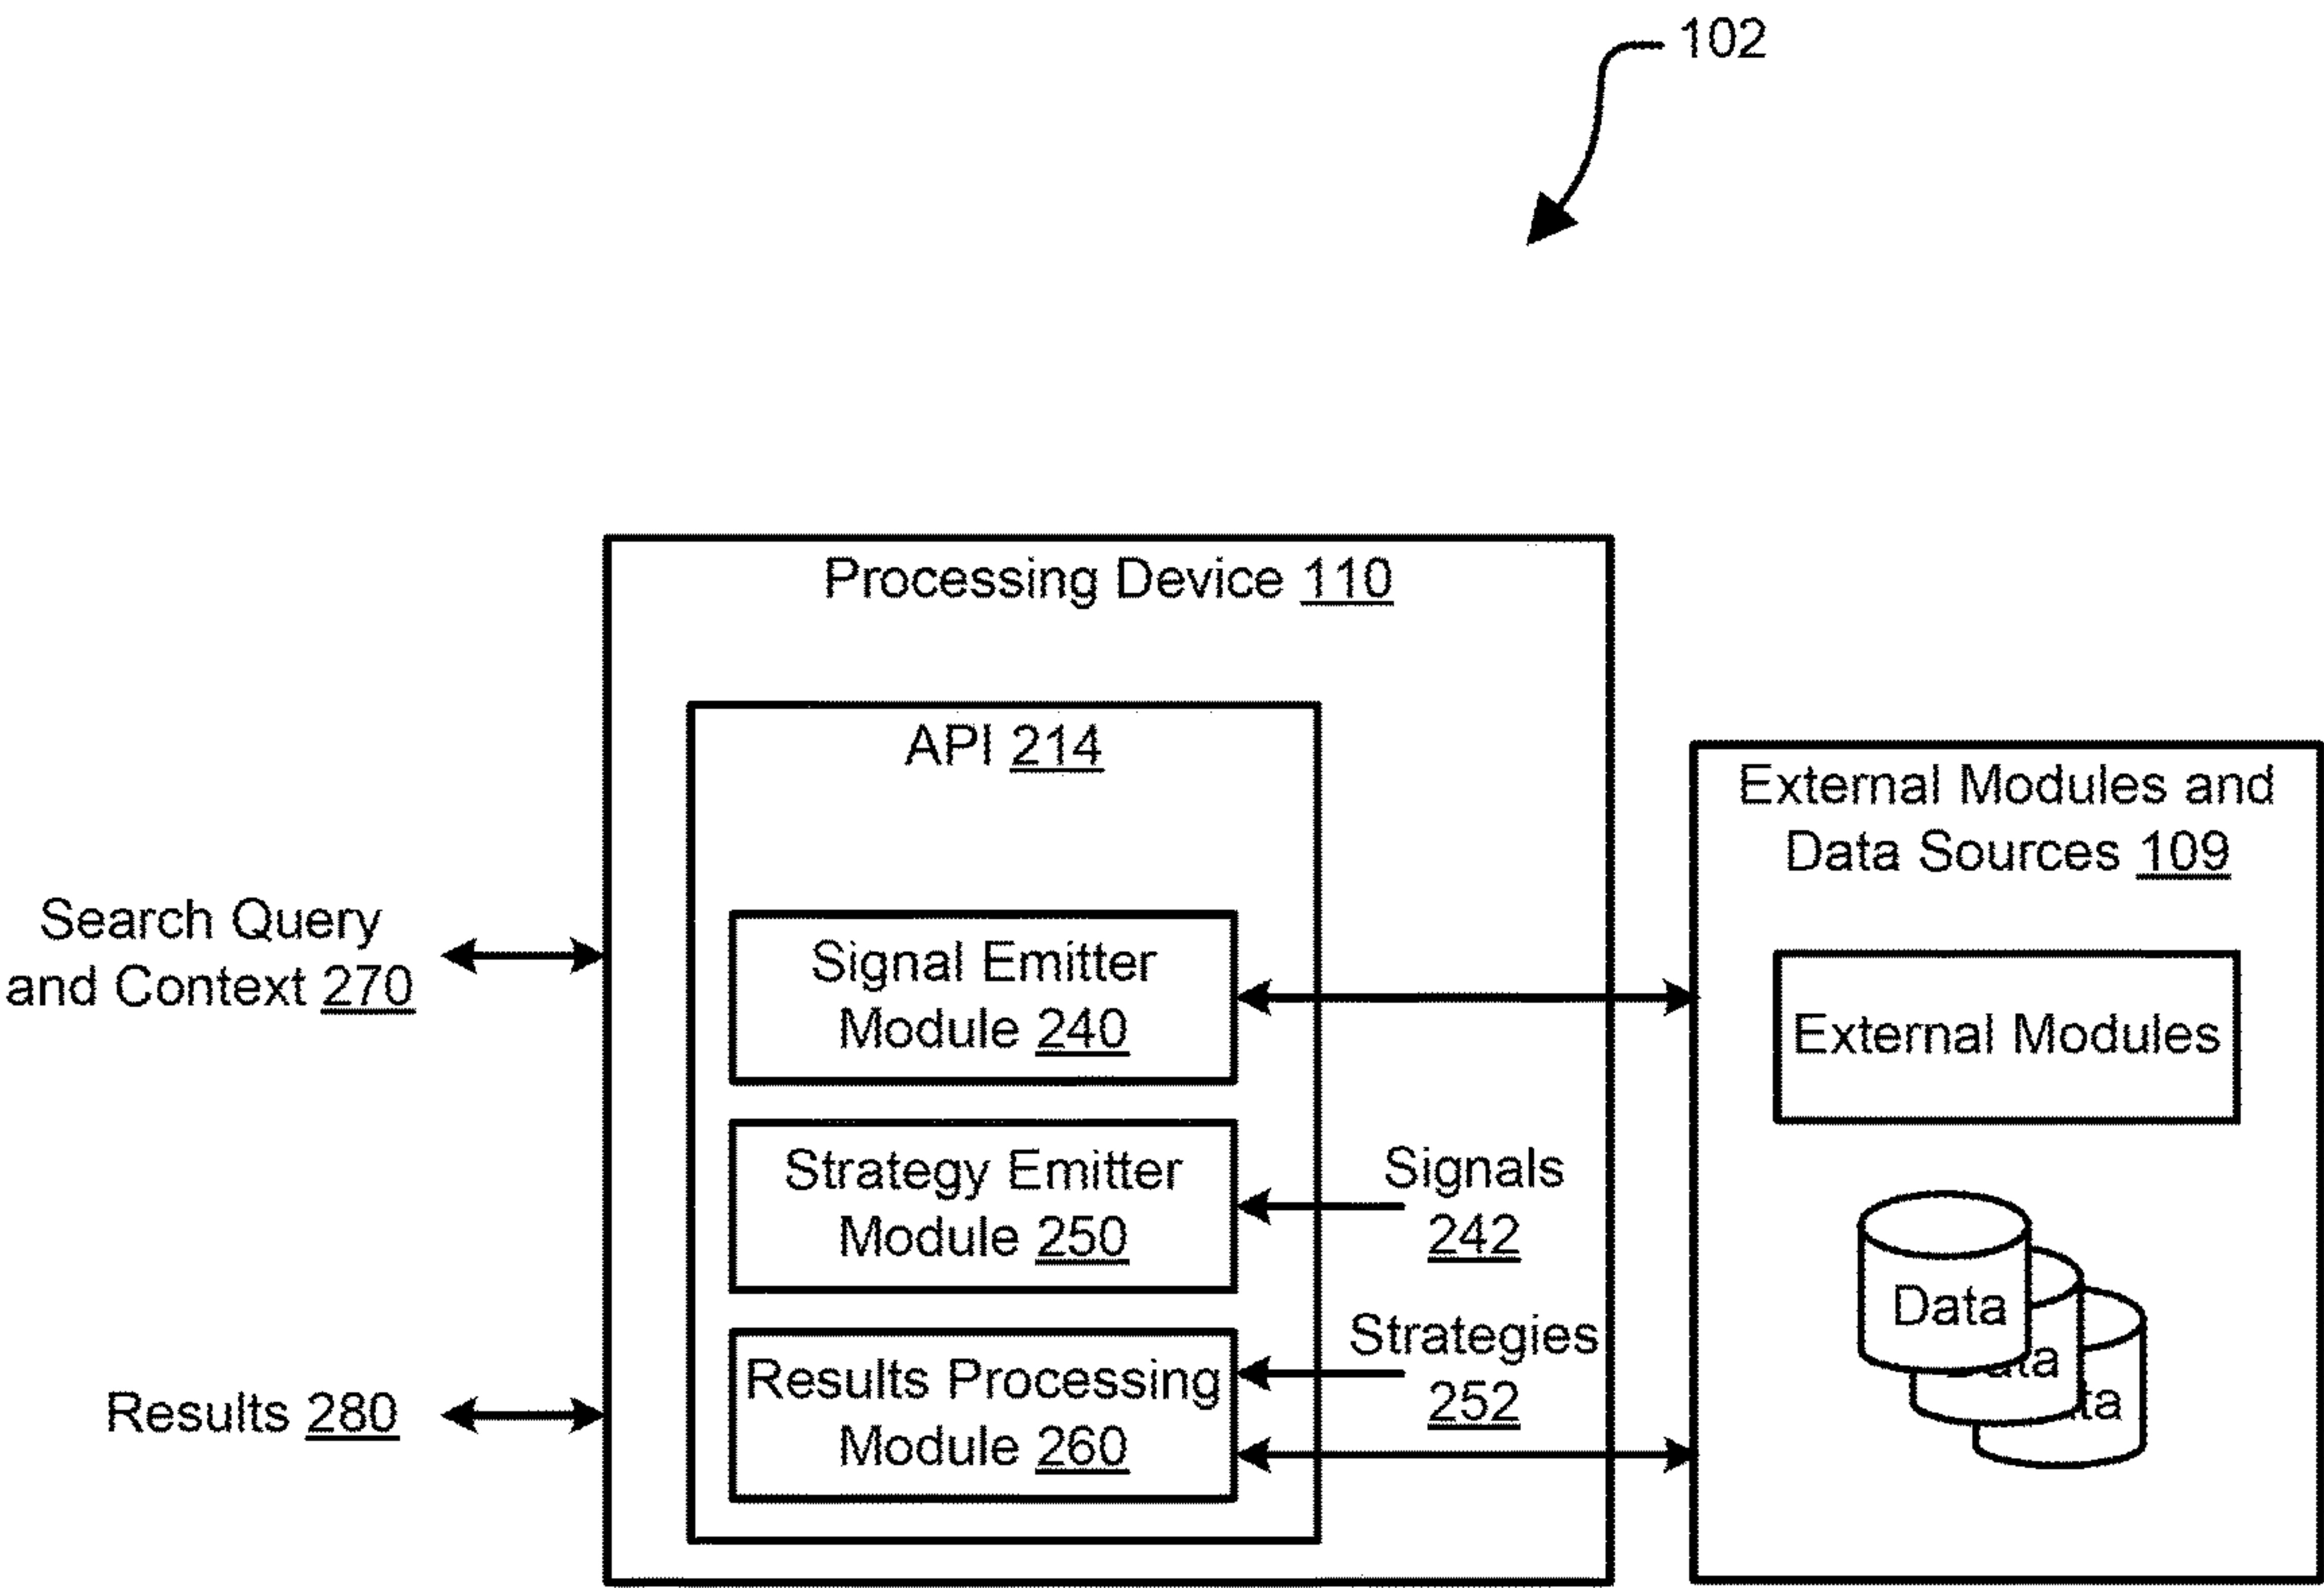 102
Processing Device 110
API 214
External Modules and
Data Sources 109
Search Query
and Context 270
Signal Emitter
Module 240
External Modules
Strategy Emitter
Module 250
Signals
242
Data
Results Processing
Module 260
Strategies
252
Results 280